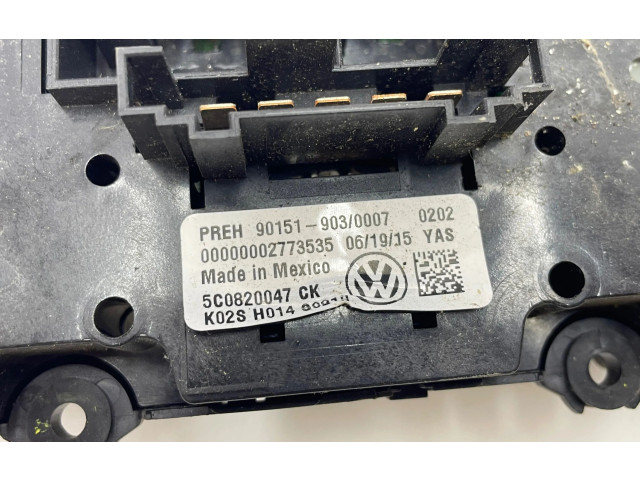 PREH 90151-903/0007 0202
00000002773535 06/19/15 YAS
Made in Mexico
5C0820047 CK
K02S H014